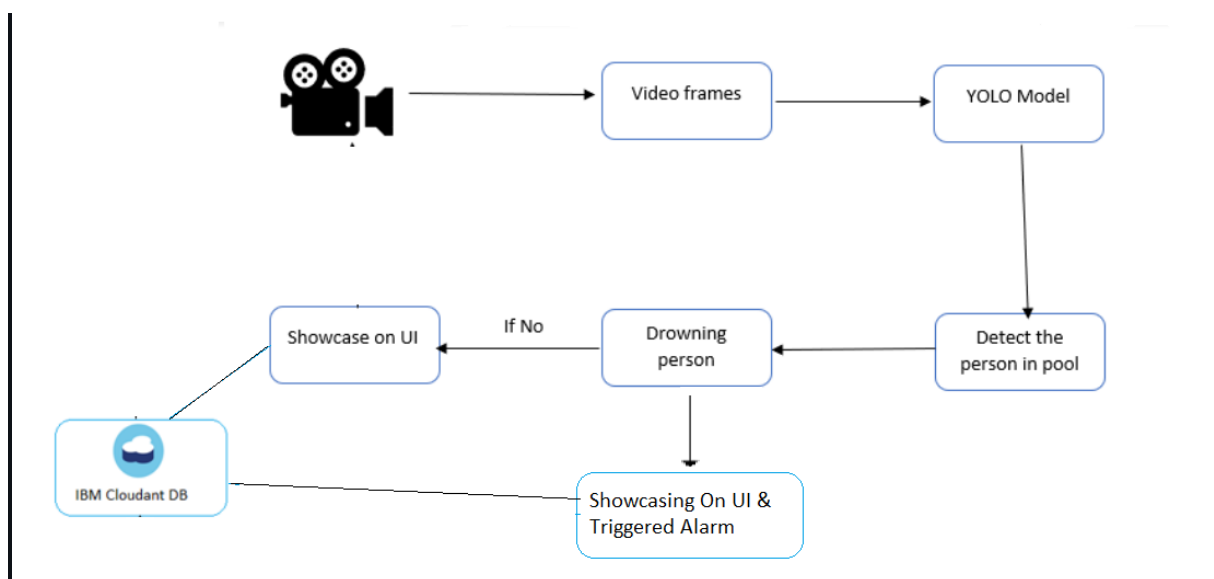 Video frames
YOLO Model
Showcase on UI
If No
Drowning
person
Detect the
person in pool
IBM Cloudant DB
Showcasing On UI &
Triggered Alarm